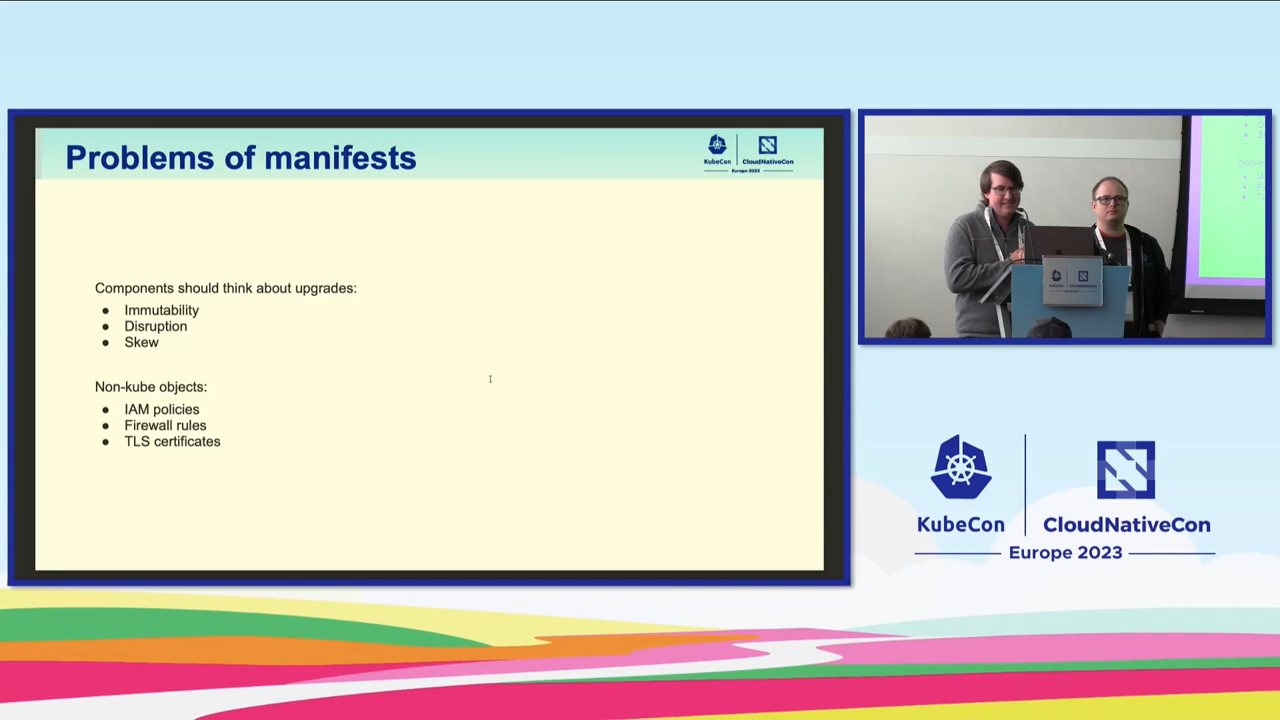 Problems of manifests
KubeCon
CloudNativeCon
Europe 2023
Components should think about upgrades:
● Immutability
● Disruption
● Skew
Non-kube objects:
● IAM policies
● Firewall rules
● TLS certificates
KubeCon
CloudNativeCon
Europe 2023